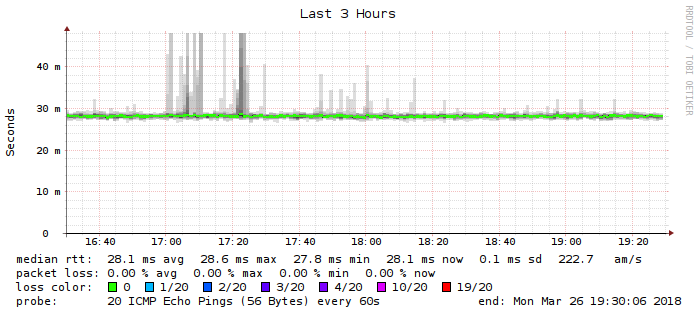 Last 3 Hours
RRDTOOL / TOBI OETIKER
Seconds
40 m
30 m
20 m
10 m
0
16:40 17:00 17:20 17:40 18:00 18:20 18:40 19:00 19:20
median rtt: 28.1 ms avg 28.6 ms max 27.8 ms min 28.1 ms now 0.1 ms sd 222.7 am/s
packet loss: 0.00 % avg 0.00 % max 0.00 % min 0.00 % now
loss color: 0 1/20 2/20 3/20 4/20 10/20 19/20
probe: 20 ICMP Echo Pings (56 Bytes) every 60s end: Mon Mar 26 19:30:06 2018